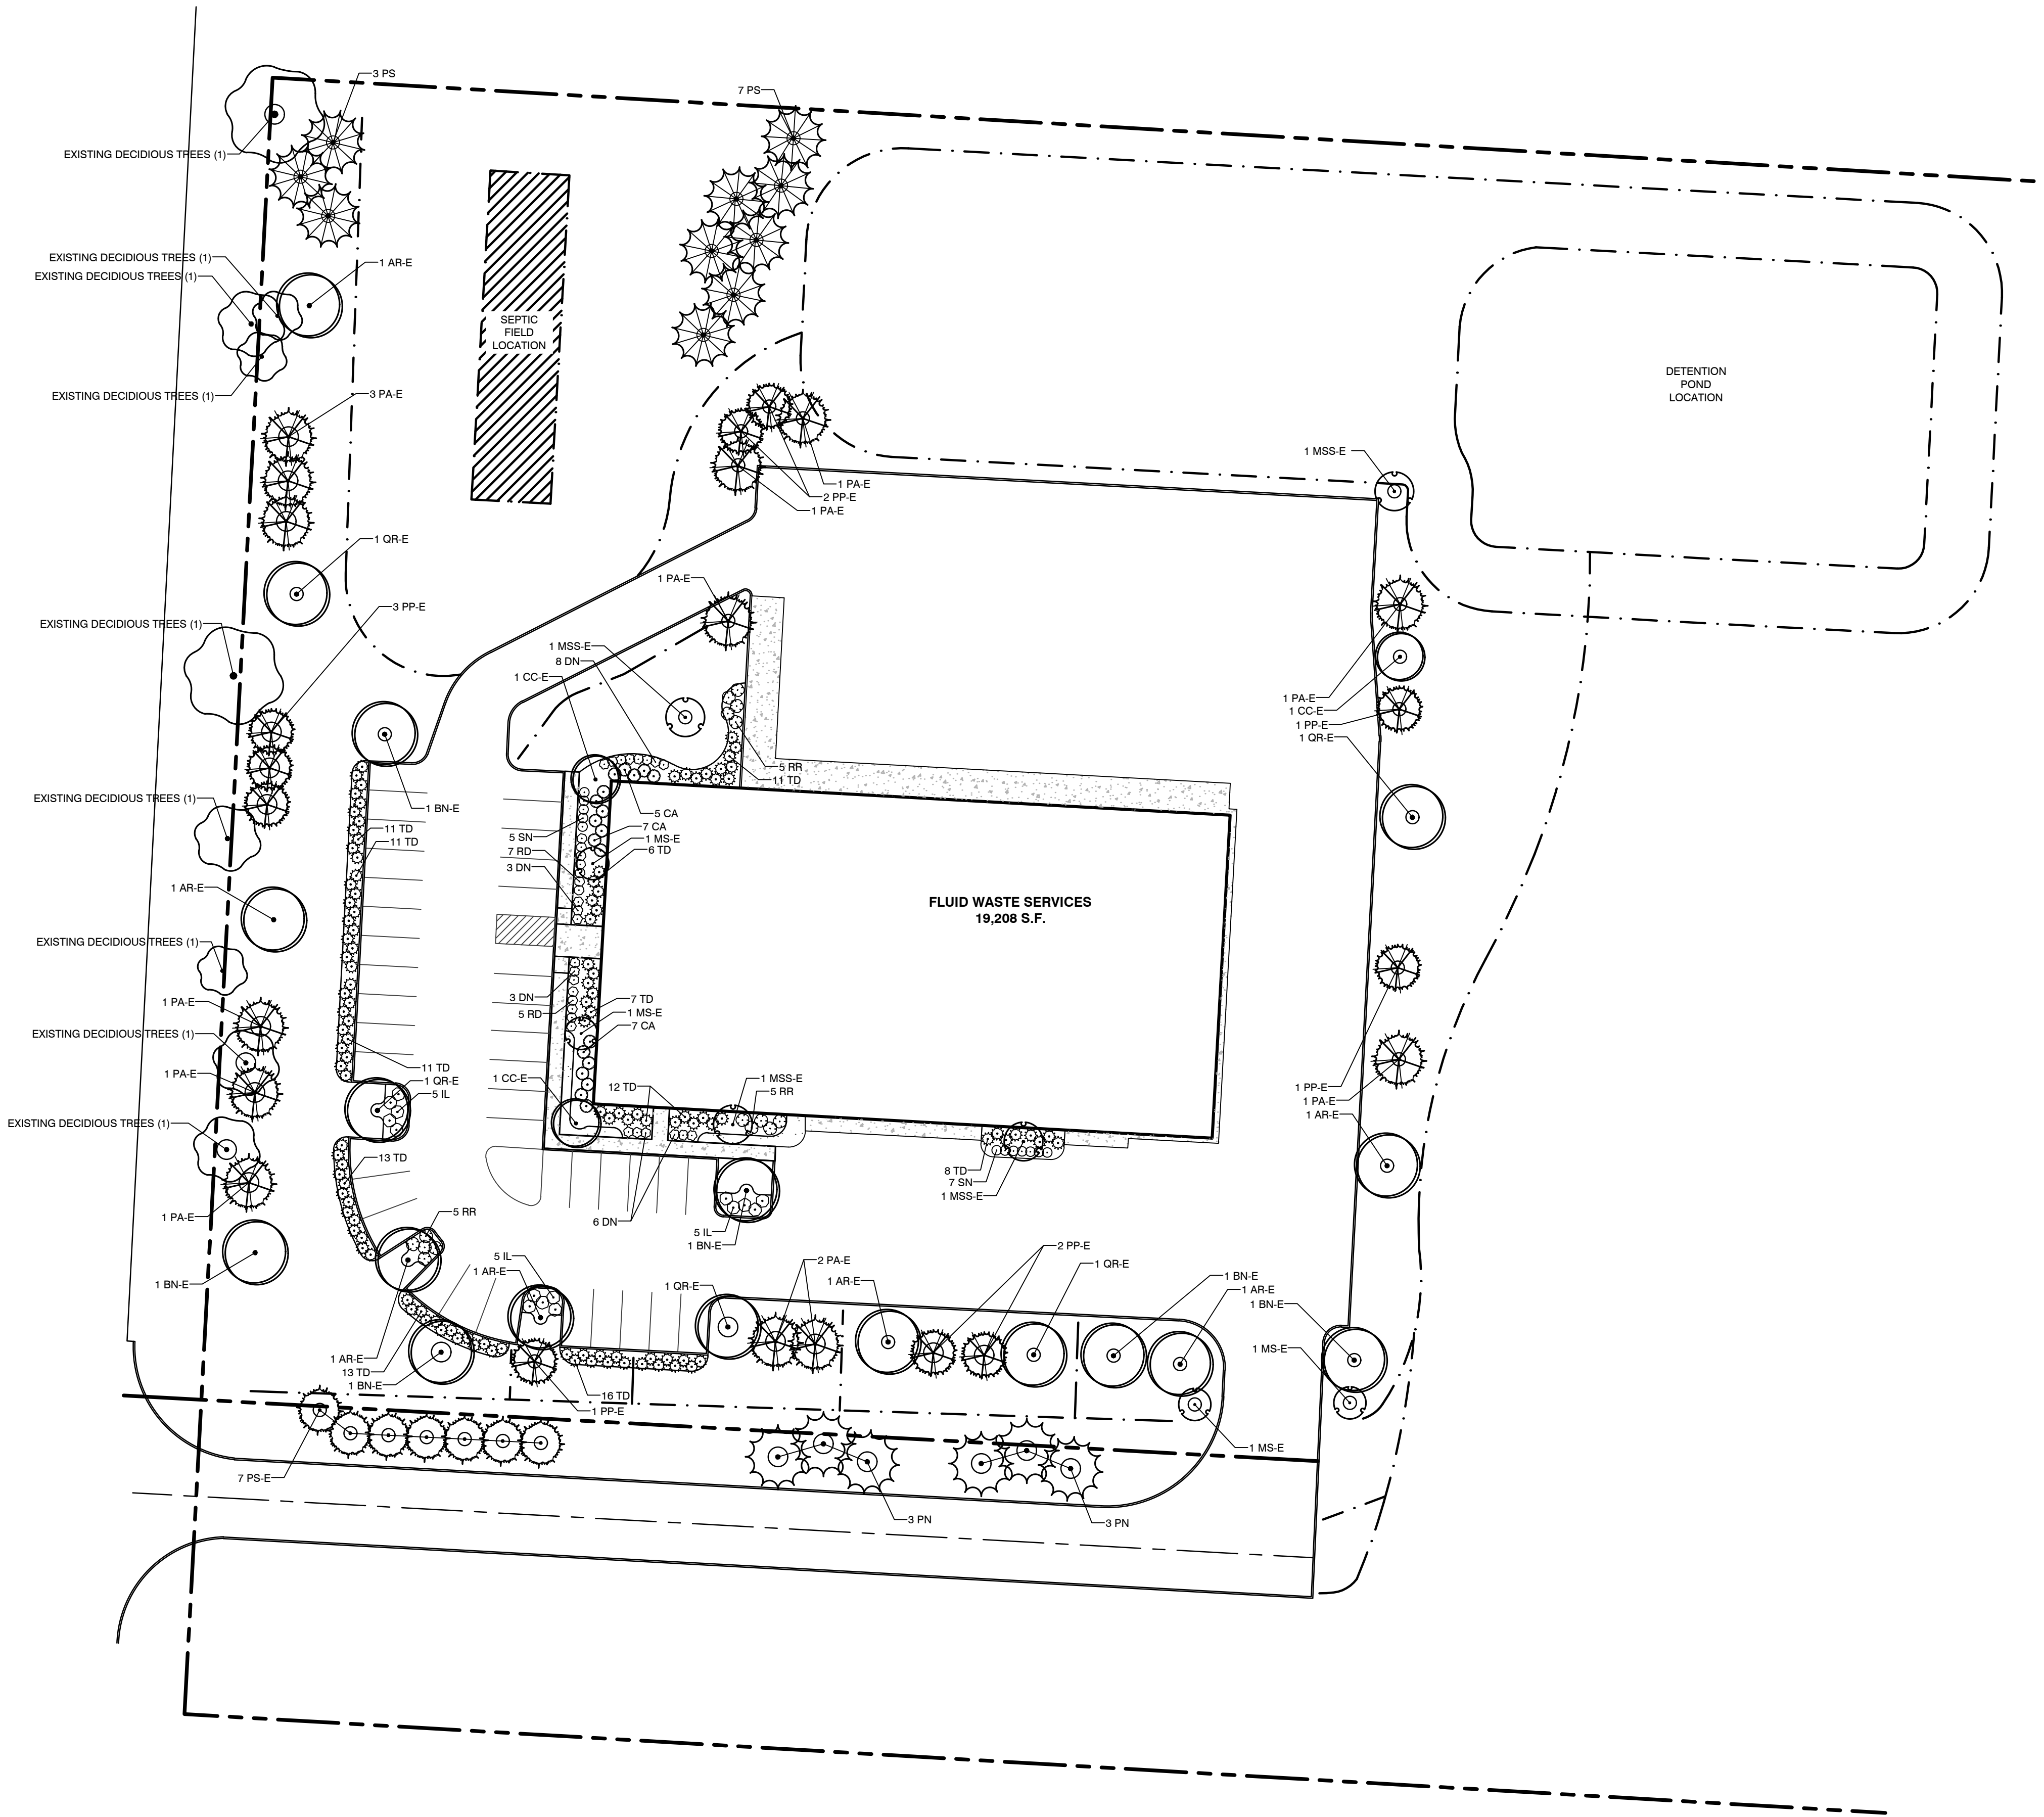 3 PS
7 PS
EXISTING DECIDIOUS TREES (1)
EXISTING DECIDIOUS TREES (1)
1 AR-E
EXISTING DECIDIOUS TREES (1)
SEPTIC
FIELD
LOCATION
DETENTION
POND
LOCATION
EXISTING DECIDIOUS TREES (1)
3 PA-E
1 MSS-E
1 PA-E
2 PP-E
1 PA-E
1 QR-E
1 PA-E
3 PP-E
EXISTING DECIDIOUS TREES (1)
1 MSS-E
8 DN
1 CC-E
1 PA-E
1 CC-E
1 PP-E
1 QR-E
5 RR
11 TD
EXISTING DECIDIOUS TREES (1)
1 BN-E
5 CA
11 TD
7 CA
5 SN
1 MS-E
11 TD
7 RD
6 TD
3 DN
1 AR-E
FLUID WASTE SERVICES
19,208 S.F.
EXISTING DECIDIOUS TREES (1)
1 PA-E
3 DN
7 TD
5 RD
1 MS-E
7 CA
EXISTING DECIDIOUS TREES (1)
1 PA-E
11 TD
1 QR-E
5 IL
1 CC-E
12 TD
1 MSS-E
5 RR
1 PP-E
1 PA-E
1 AR-E
EXISTING DECIDIOUS TREES (1)
13 TD
8 TD
7 SN
1 MSS-E
1 PA-E
5 RR
6 DN
5 IL
1 BN-E
1 BN-E
5 IL
1 AR-E
1 QR-E
2 PA-E
1 AR-E
2 PP-E
1 QR-E
1 BN-E
1 AR-E
1 BN-E
1 MS-E
1 AR-E
13 TD
1 BN-E
16 TD
1 PP-E
1 MS-E
7 PS-E
3 PN
3 PN